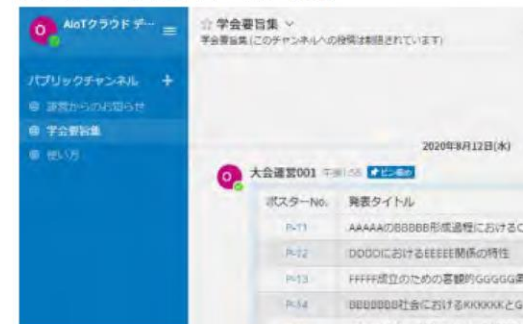 AIoTクラウド デ…
パブリックチャンネル +
運営からのお知らせ
学会要旨集
使い方
☆ 学会要旨集
学会要旨集(このチャンネルへの投稿は制限されています)
2020年8月12日(水)
大会運営001 午後1:55 ピン留め
ポスターNo. 発表タイトル
P-11 AAAAAのBBBBB形成過程におけるC
P-12 DDDDにおけるEEEEE関係の特性
P-13 FFFFF成立のための客観的GGGGG
P-14 BBBBBB社会におけるKKKKKKとG